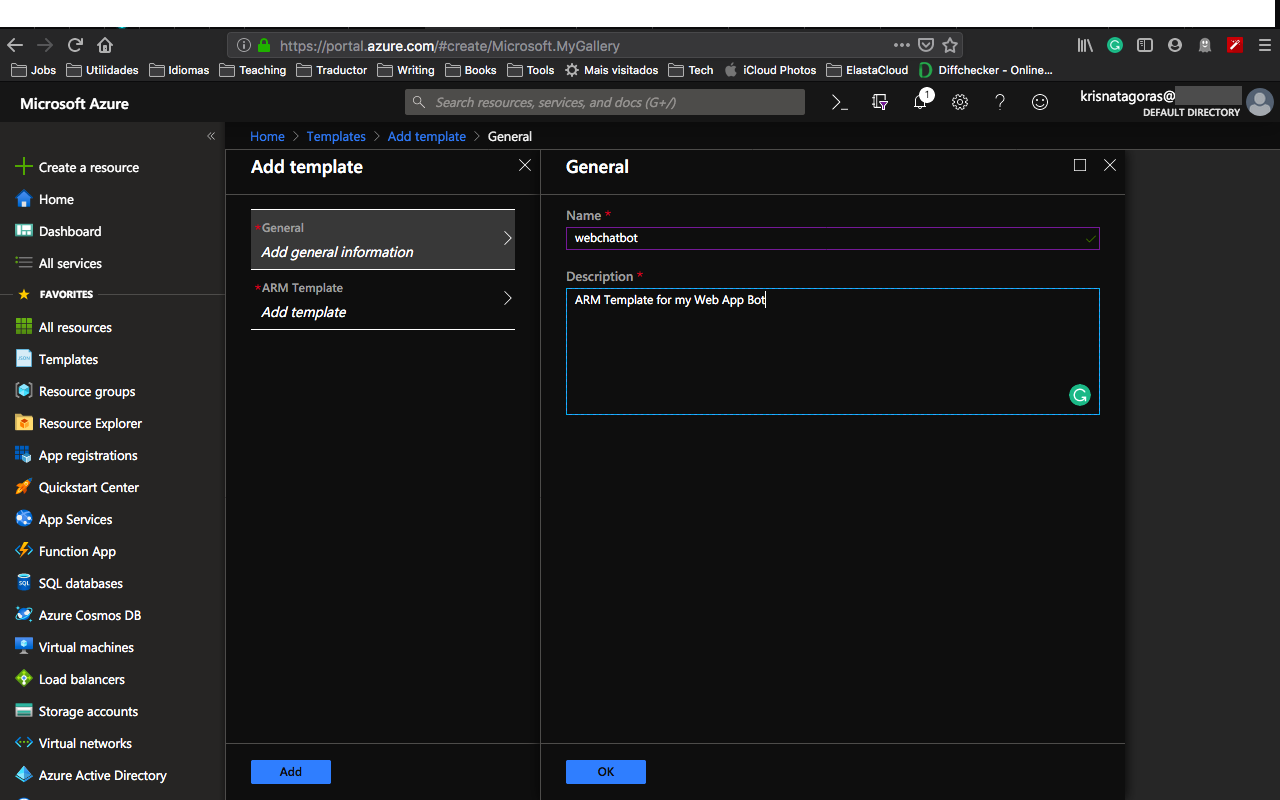 https://portal.azure.com/#create/Microsoft.MyGallery
Jobs Utilidades Idiomas Teaching Traductor Writing Books Tools Mais visitados Tech iCloud Photos ElastaCloud Diffchecker - Online...
Microsoft Azure
Search resources, services, and docs (G+/)
1
krisnatagoras@
DEFAULT DIRECTORY
«
Create a resource
Home
Dashboard
All services
FAVORITES
All resources
Templates
Resource groups
Resource Explorer
App registrations
Quickstart Center
App Services
Function App
SQL databases
Azure Cosmos DB
Virtual machines
Load balancers
Storage accounts
Virtual networks
Azure Active Directory
Home > Templates > Add template > General
Add template
*General
Add general information
*ARM Template
Add template
Add
General
Name *
webchatbot
Description *
ARM Template for my Web App Bot
OK